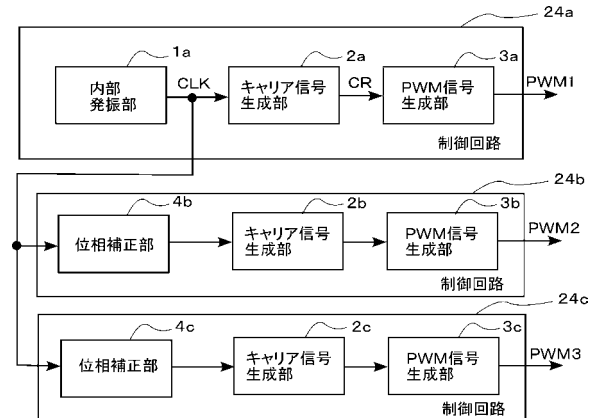 24a
1a
2a
3a
内部
発振部
CLK
キャリア信号
生成部
CR
PWM信号
生成部
PWM1
制御回路
24b
4b
2b
3b
位相補正部
キャリア信号
生成部
PWM信号
生成部
PWM2
制御回路
24c
4c
2c
3c
位相補正部
キャリア信号
生成部
PWM信号
生成部
PWM3
制御回路